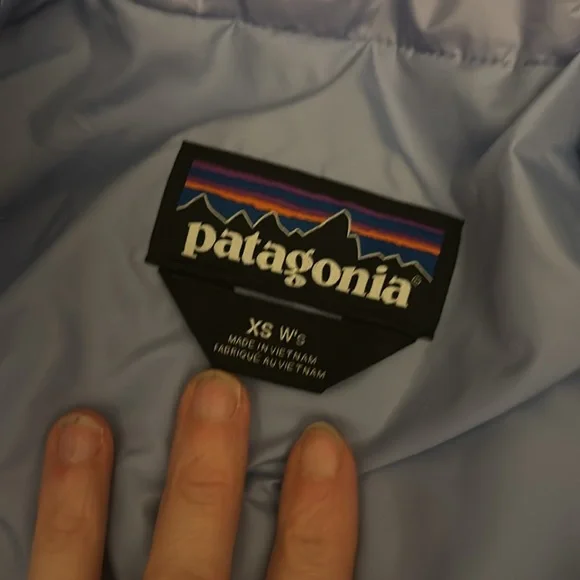 patagonia®
XS W's
MADE IN VIETNAM
FABRIQUÉ AU VIETNAM